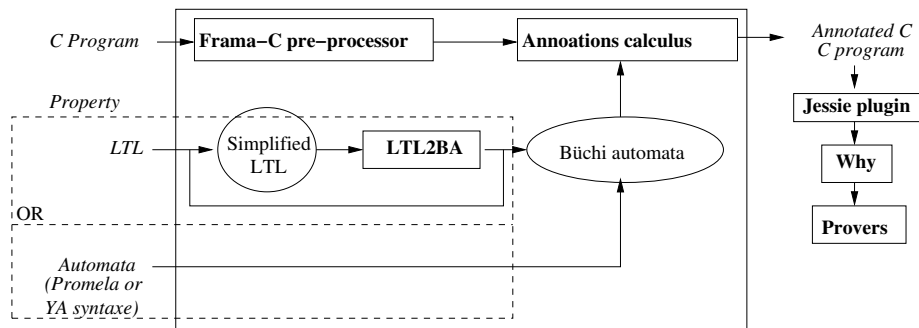 C Program
Frama−C pre−processor
Annoations calculus
Annotated C
C program
Property
Jessie plugin
LTL
Simplified
LTL
LTL2BA
Büchi automata
Why
OR
Provers
Automata
(Promela or
YA syntaxe)